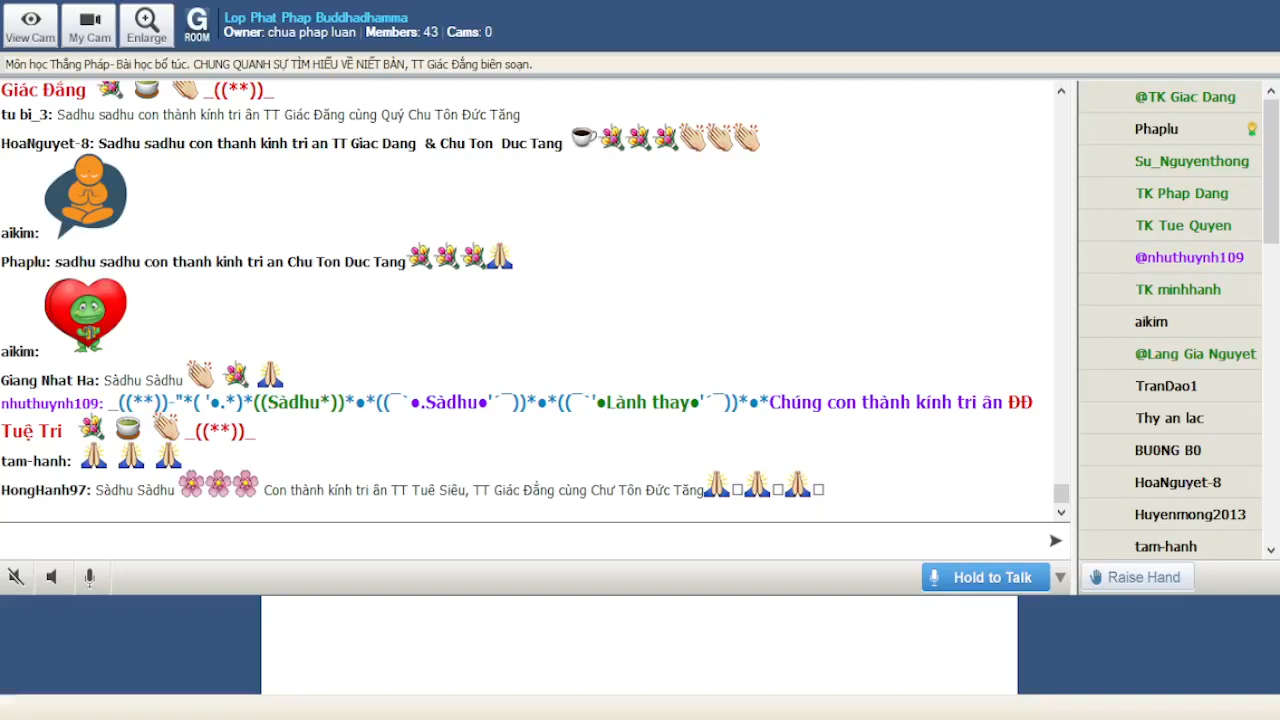 View Cam
My Cam
Enlarge
G
ROOM
Lop Phat Phap Buddhadhamma
Owner: chua phap luan | Members: 43 | Cams: 0
Môn học Thắng Pháp- Bài học bổ túc. CHUNG QUANH SỰ TÌM HIỂU VỀ NIẾT BÀN, TT Giác Đẳng biên soạn.
Giác Đẳng _((**))_
tu bi_3: Sadhu sadhu con thành kính tri ân TT Giác Đăng cùng Quý Chu Tôn Đức Tăng
HoaNguyet-8: Sadhu sadhu con thanh kinh tri an TT Giac Dang & Chu Ton Duc Tang
aikim:
Phaplu: sadhu sadhu con thanh kinh tri an Chu Ton Duc Tang
aikim:
Giang Nhat Ha: Sàdhu Sàdhu
nhuthuynh109: _((**))-"*( '●.*)*((Sàdhu*))*●*((¯`●.Sàdhu●'´¯))*●*((¯`'●Lành thay●'´¯))*●*Chúng con thành kính tri ân ĐĐ
Tuệ Tri _((**))_
tam-hanh:
HongHanh97: Sàdhu Sàdhu Con thành kính tri ân TT Tuê Siêu, TT Giác Đẳng cùng Chư Tôn Đức Tăng
@TK Giac Dang
Phaplu
Su_Nguyenthong
TK Phap Dang
TK Tue Quyen
@nhuthuynh109
TK minhhanh
aikim
@Lang Gia Nguyet
TranDao1
Thy an lac
BU0NG B0
HoaNguyet-8
Huyenmong2013
tam-hanh
Hold to Talk
Raise Hand